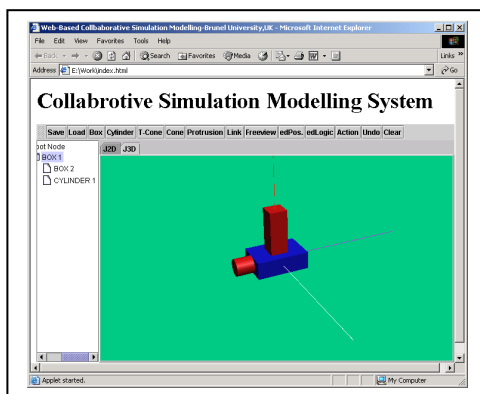 Web-Based Collbaborative Simulation Modelling-Brunel University,UK - Microsoft Internet Explorer
File Edit View Favorites Tools Help
Back Search Favorites Media Links »
Address E:\Work\index.html Go
Collabrotive Simulation Modelling System
Save Load Box Cylinder T-Cone Cone Protrusion Link Freeview edPos. edLogic Action Undo Clear
oot Node
J2D J3D
BOX 1
BOX 2
CYLINDER 1
Applet started. My Computer